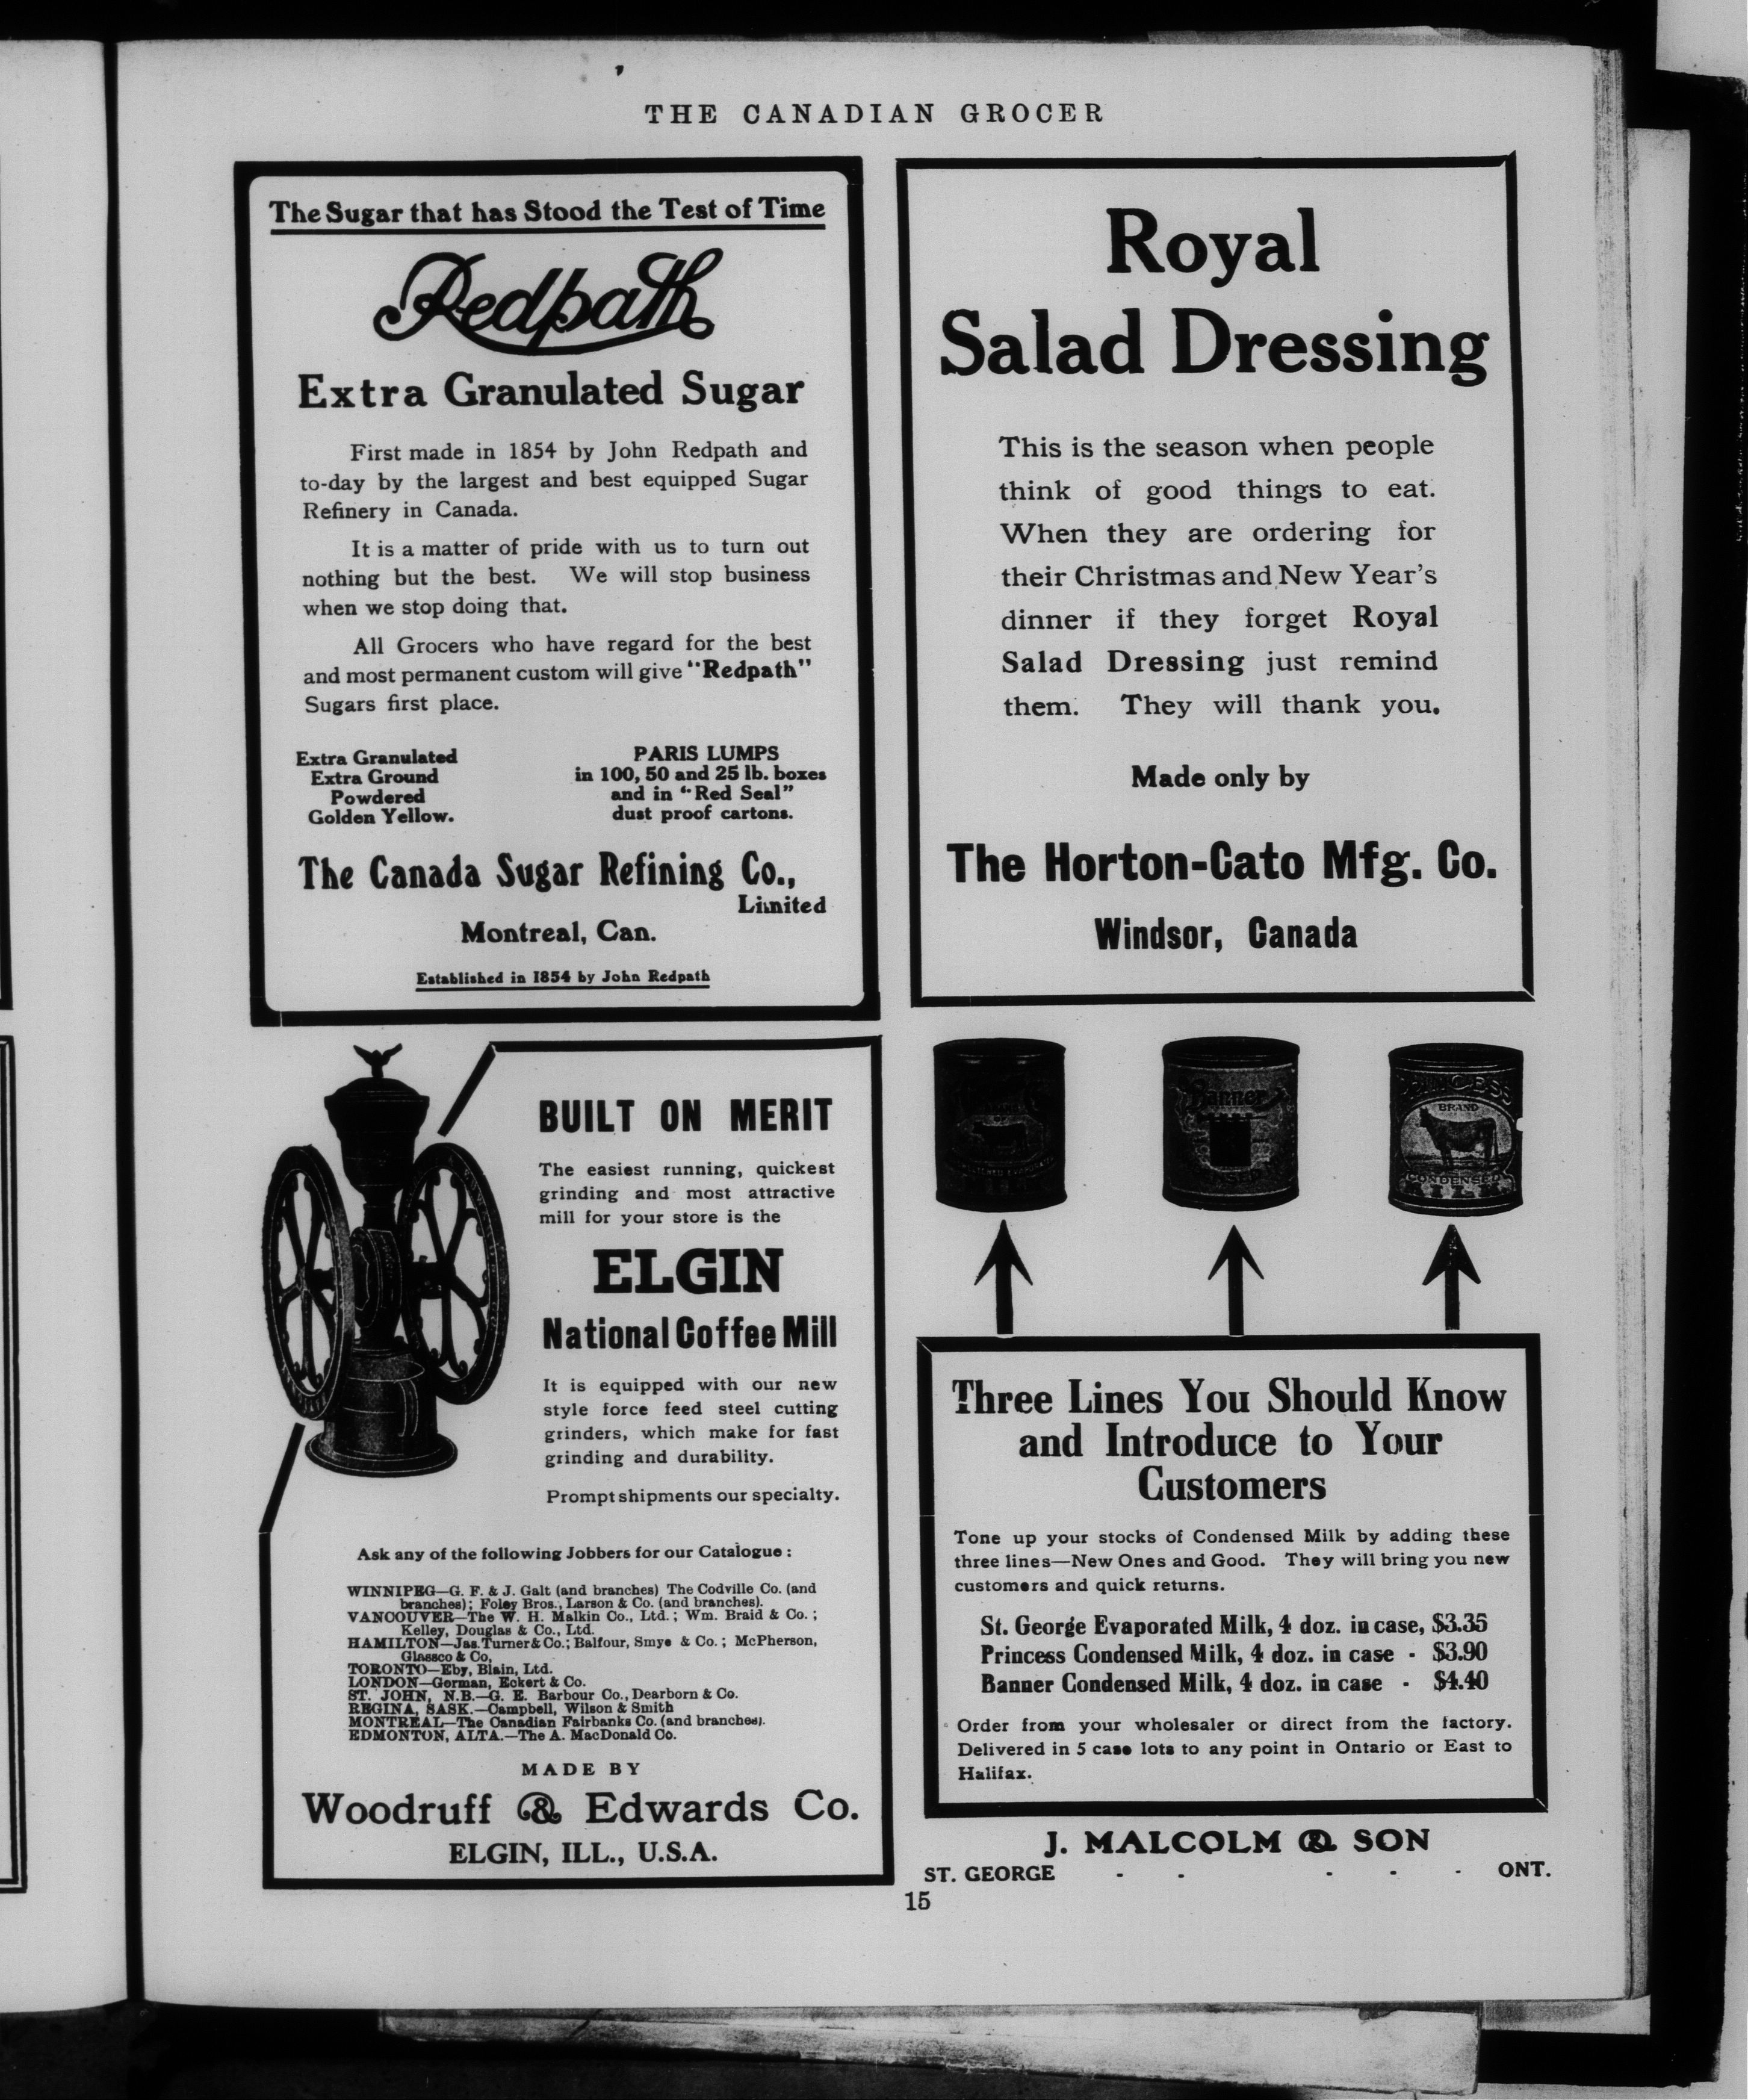 THE CANADIAN GROCER
The Sugar that has Stood the Test of Time
Redpath
Extra Granulated Sugar
First made in 1854 by John Redpath and
to-day by the largest and best equipped Sugar
Refinery in Canada.
It is a matter of pride with us to turn out
nothing but the best. We will stop business
when we stop doing that.
All Grocers who have regard for the best
and most permanent custom will give "Redpath"
Sugars first place.
Extra Granulated
Extra Ground
Powdered
Golden Yellow.
PARIS LUMPS
in 100, 50 and 25 lb. boxes
and in "Red Seal"
dust proof cartons.
The Canada Sugar Refining Co.,
Limited
Montreal, Can.
Established in 1854 by John Redpath
Royal
Salad Dressing
This is the season when people
think of good things to eat.
When they are ordering for
their Christmas and New Year's
dinner if they forget Royal
Salad Dressing just remind
them. They will thank you.
Made only by
The Horton-Cato Mfg. Co.
Windsor, Canada
BUILT ON MERIT
The easiest running, quickest
grinding and most attractive
mill for your store is the
ELGIN
National Coffee Mill
It is equipped with our new
style force feed steel cutting
grinders, which make for fast
grinding and durability.
Prompt shipments our specialty.
Ask any of the following Jobbers for our Catalogue:
WINNIPEG—G. F. & J. Galt (and branches) The Codville Co. (and
branches); Foley Bros., Larson & Co. (and branches).
VANCOUVER—The W. H. Malkin Co., Ltd.; Wm. Braid & Co.;
Kelley, Douglas & Co., Ltd.
HAMILTON—Jas. Turner & Co.; Balfour, Smye & Co.; McPherson,
Glassco & Co,
TORONTO—Eby, Blain, Ltd.
LONDON—Gorman, Eckert & Co.
ST. JOHN, N.B.—G. E. Barbour Co., Dearborn & Co.
REGINA, SASK.—Campbell, Wilson & Smith
MONTREAL—The Canadian Fairbanks Co. (and branches).
EDMONTON, ALTA.—The A. MacDonald Co.
MADE BY
Woodruff & Edwards Co.
ELGIN, ILL., U.S.A.
Banner
PRINCESS
BRAND
CONDENSED
MILK
Three Lines You Should Know
and Introduce to Your
Customers
Tone up your stocks of Condensed Milk by adding these
three lines—New Ones and Good. They will bring you new
customers and quick returns.
St. George Evaporated Milk, 4 doz. in case, $3.35
Princess Condensed Milk, 4 doz. in case - $3.90
Banner Condensed Milk, 4 doz. in case - $4.40
Order from your wholesaler or direct from the factory.
Delivered in 5 case lots to any point in Ontario or East to
Halifax.
J. MALCOLM & SON
ST. GEORGE - - - - - ONT.
15